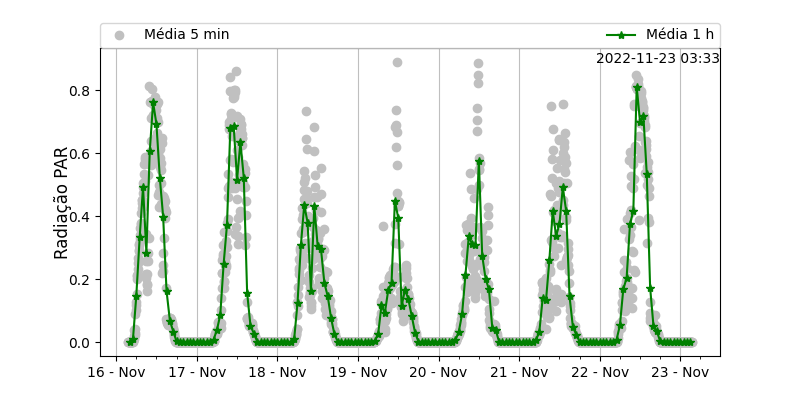 Média 5 min
Média 1 h
2022-11-23 03:33
Radiação PAR
0.8
0.6
0.4
0.2
0.0
16 - Nov
17 - Nov
18 - Nov
19 - Nov
20 - Nov
21 - Nov
22 - Nov
23 - Nov